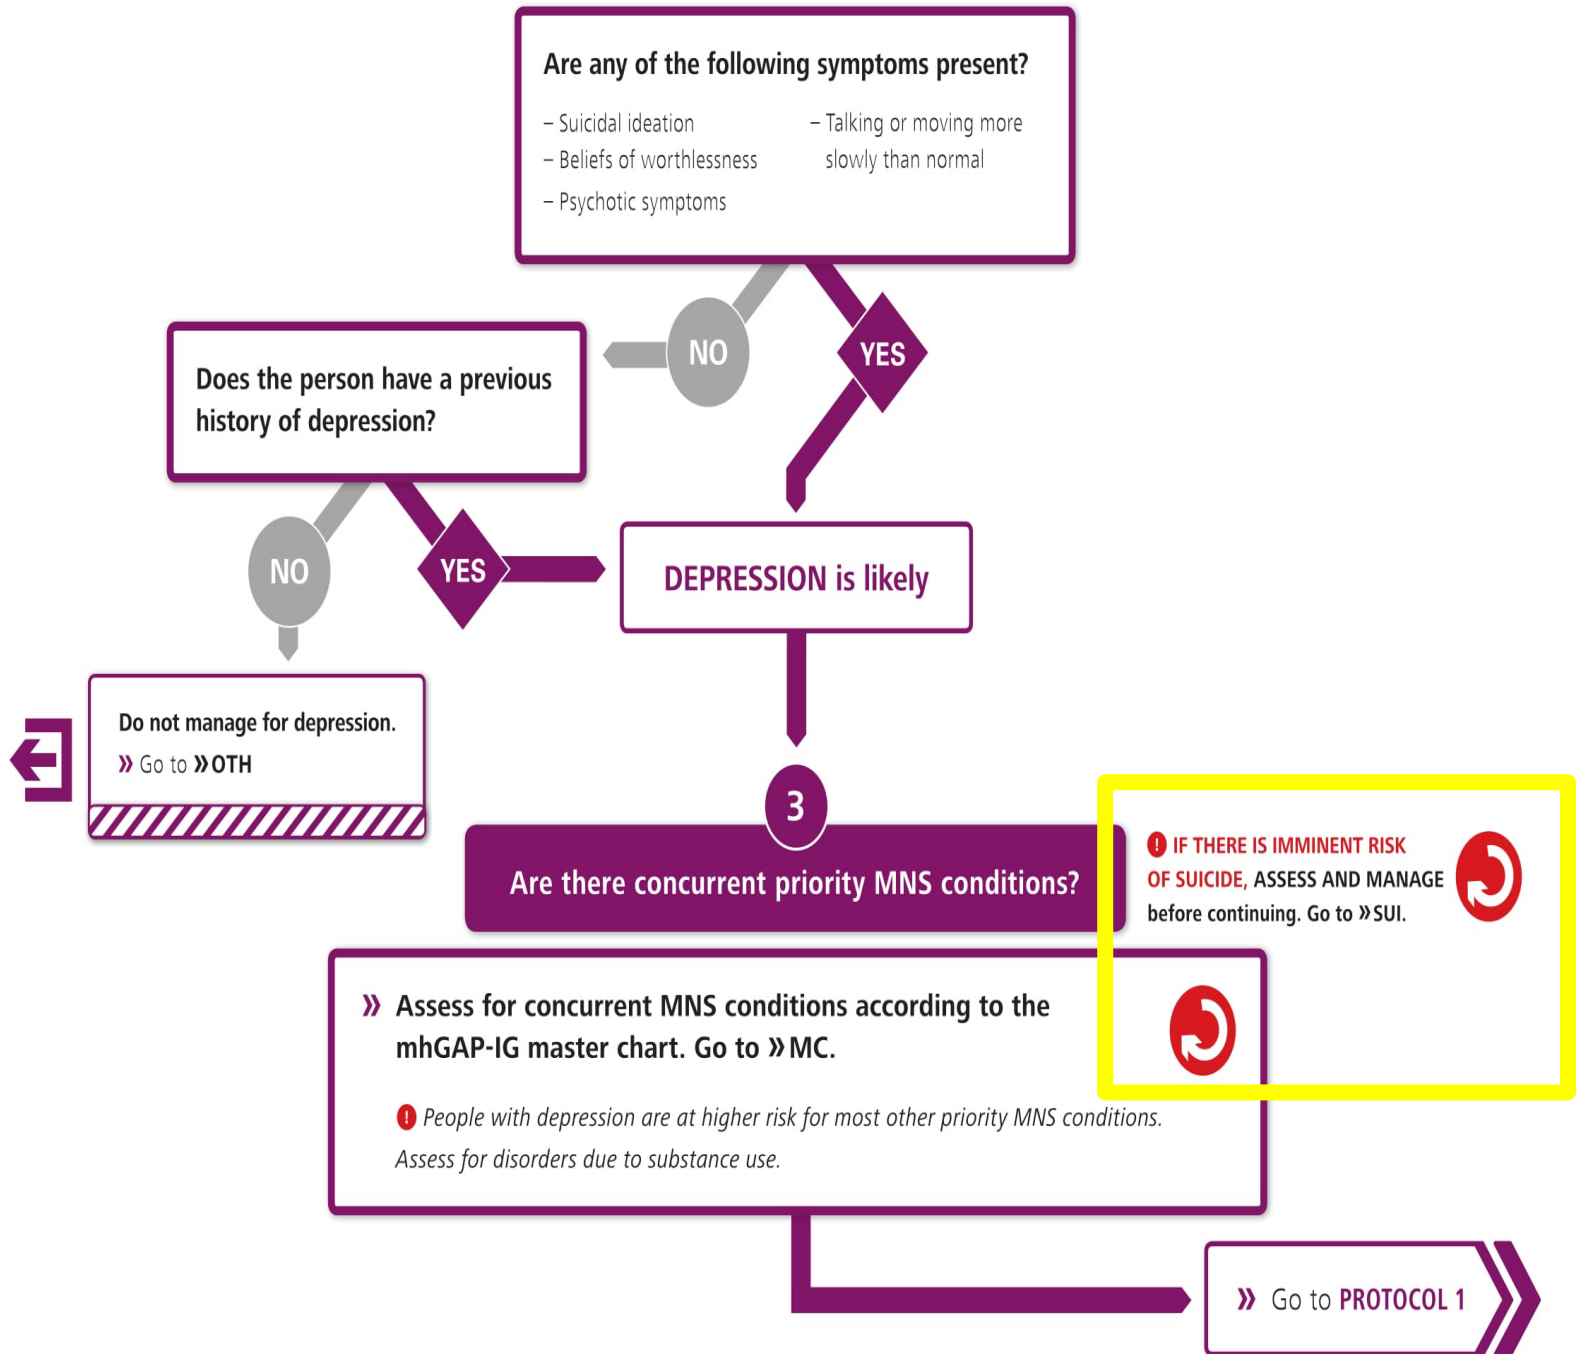 Are any of the following symptoms present?
– Suicidal ideation
– Beliefs of worthlessness
– Psychotic symptoms
– Talking or moving more
slowly than normal
NO
YES
Does the person have a previous
history of depression?
NO
YES
DEPRESSION is likely
Do not manage for depression.
» Go to » OTH
3
Are there concurrent priority MNS conditions?
! IF THERE IS IMMINENT RISK
OF SUICIDE, ASSESS AND MANAGE
before continuing. Go to » SUI.
» Assess for concurrent MNS conditions according to the
mhGAP-IG master chart. Go to » MC.
! People with depression are at higher risk for most other priority MNS conditions.
Assess for disorders due to substance use.
» Go to PROTOCOL 1